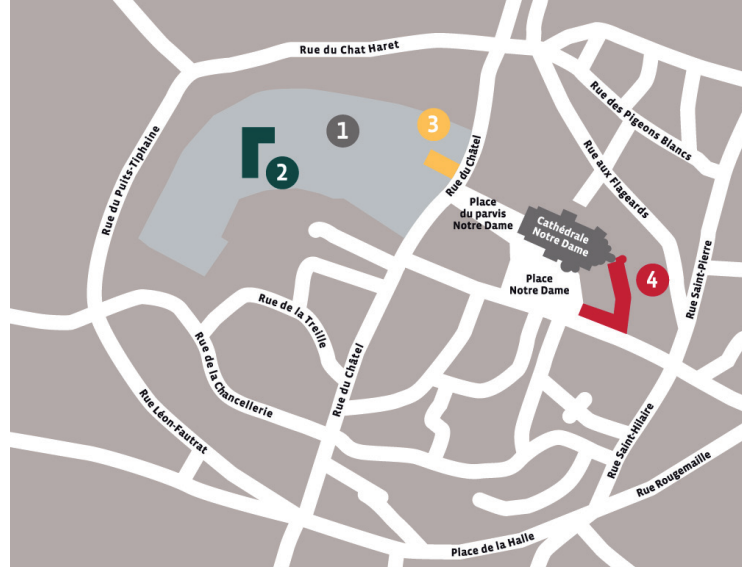 Rue du Chat Haret
Rue des Pigeons Blancs
1
3
2
Rue du Puits-Tiphaine
Rue du Châtel
Rue aux Flageards
Place
du parvis
Notre Dame
Cathédrale
Notre Dame
Place
Notre Dame
4
Rue Saint-Pierre
Rue de la Treille
Rue de la Chancellerie
Rue du Châtel
Rue Léon-Fautrat
Rue Saint-Hilaire
Rue Rougemaille
Place de la Halle